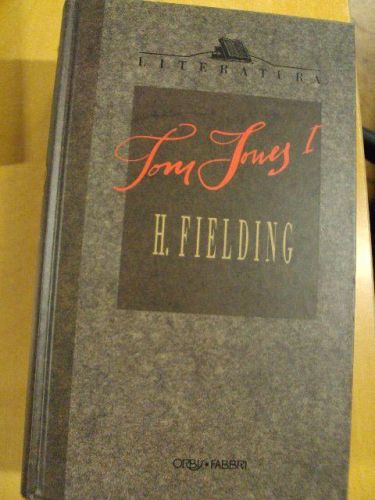 LITERATURA
Tom Jones I
H. FIELDING
ORBIS•FABBRI